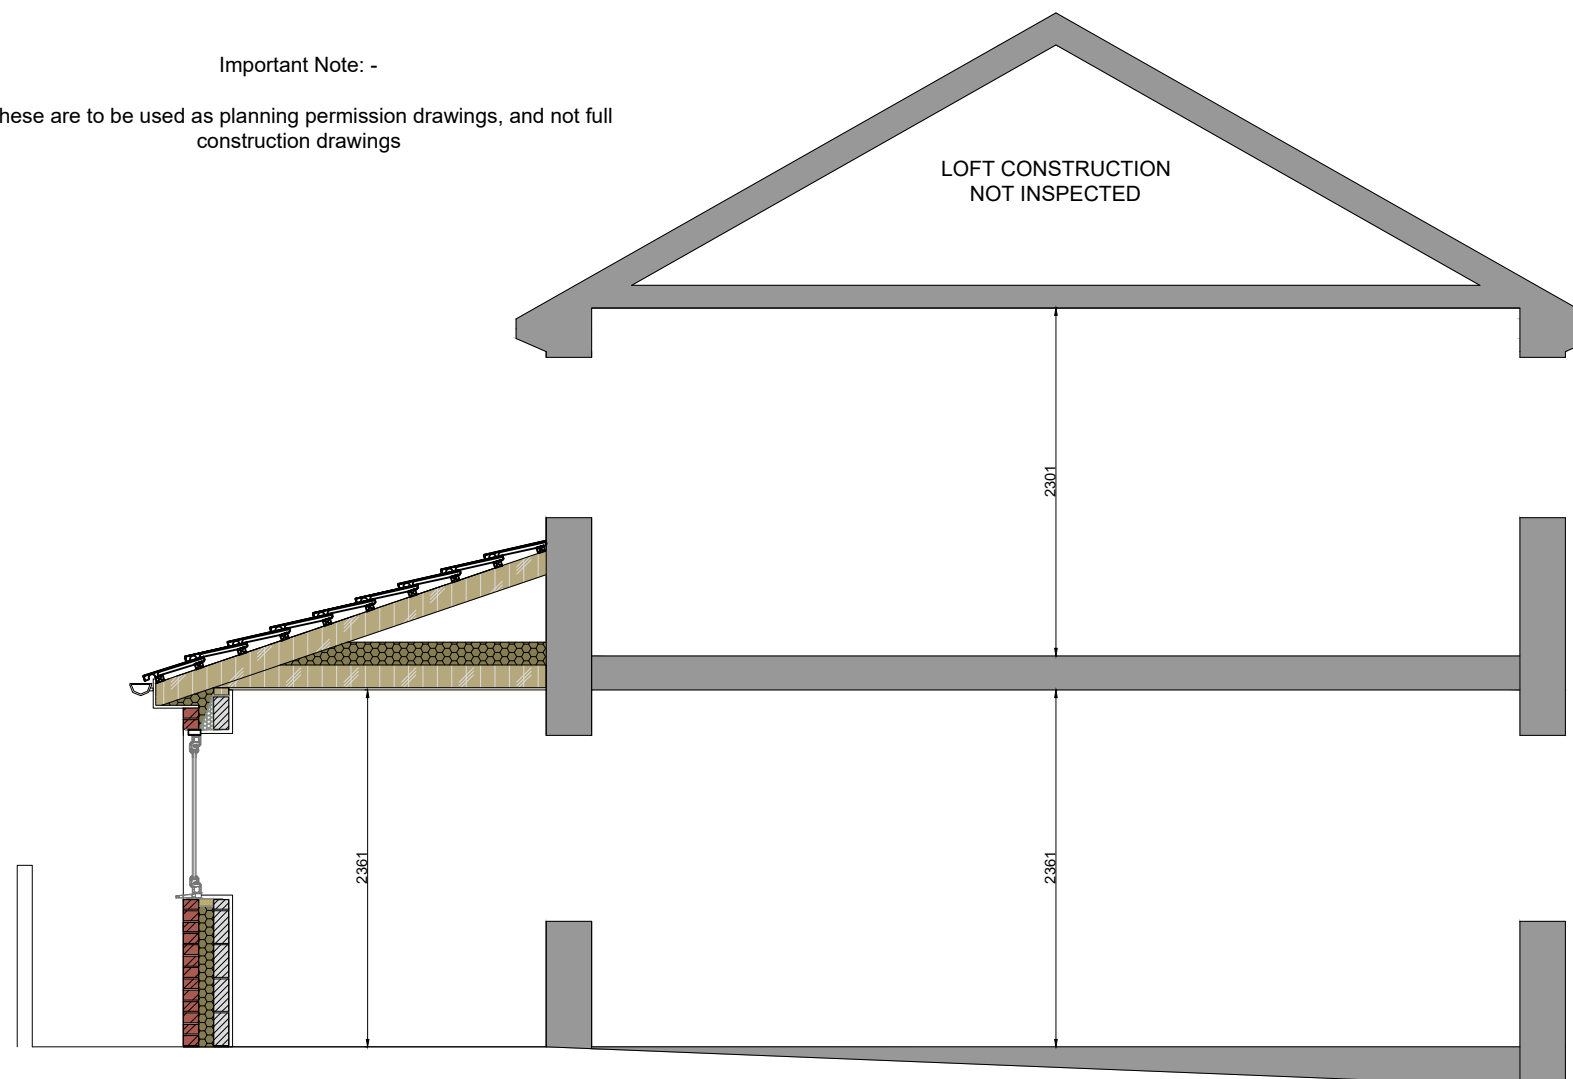 Important Note: -
hese are to be used as planning permission drawings, and not full
construction drawings
LOFT CONSTRUCTION
NOT INSPECTED
2301
2361
2361